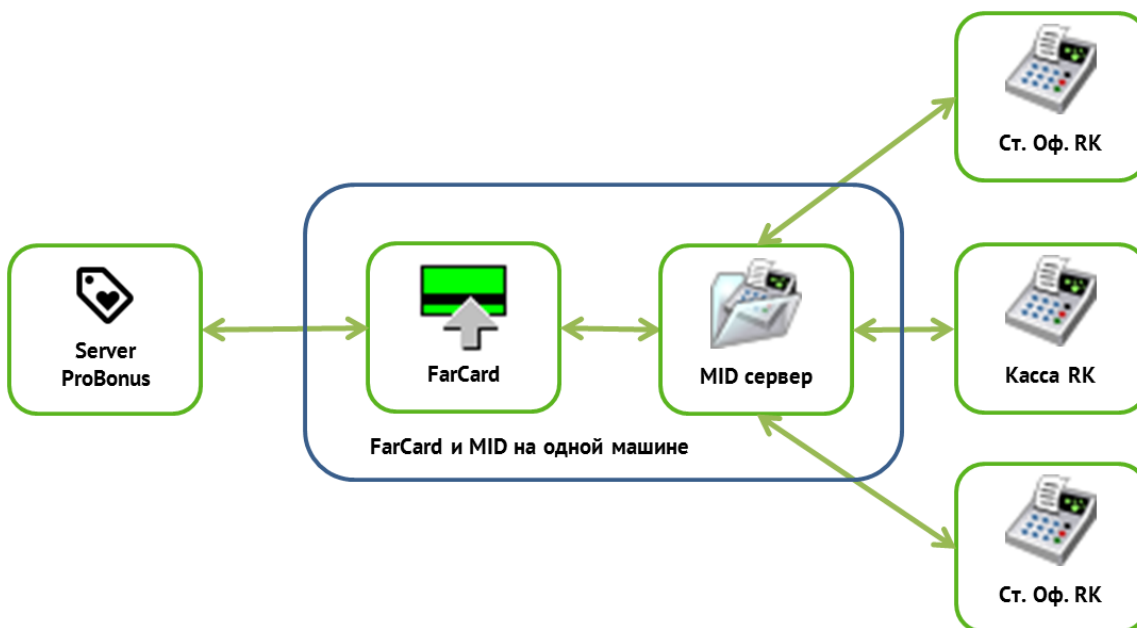 Ст. Оф. RK
Server
ProBonus
FarCard
MID сервер
Касса RK
FarCard и MID на одной машине
Ст. Оф. RK